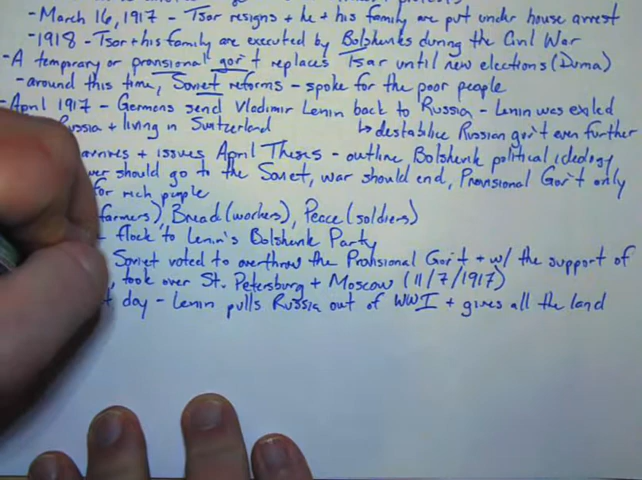 - March 16, 1917 - Tsar resigns + he + his family are put under house arrest
- 1918 - Tsar + his family are executed by Bolsheviks during the Civil War
- A temporary or provisional gov't replaces Tsar until new elections (Duma)
- around this time, Soviet reforms - spoke for the poor people
- April 1917 - Germans send Vladimir Lenin back to Russia - Lenin was exiled
Russia + living in Switzerland ↳ destabilize Russian gov't even further
arrives + issues April Theses - outline Bolshevik political ideology
should go to the Soviet, war should end, Provisional Gov't only
for rich people
(farmers), Bread (workers), Peace (soldiers)
- flock to Lenin's Bolshevik Party
Soviet voted to overthrow the Provisional Gov't + w/ the support of
, took over St. Petersburg + Moscow (11/7/1917)
day - Lenin pulls Russia out of WWI + gives all the land